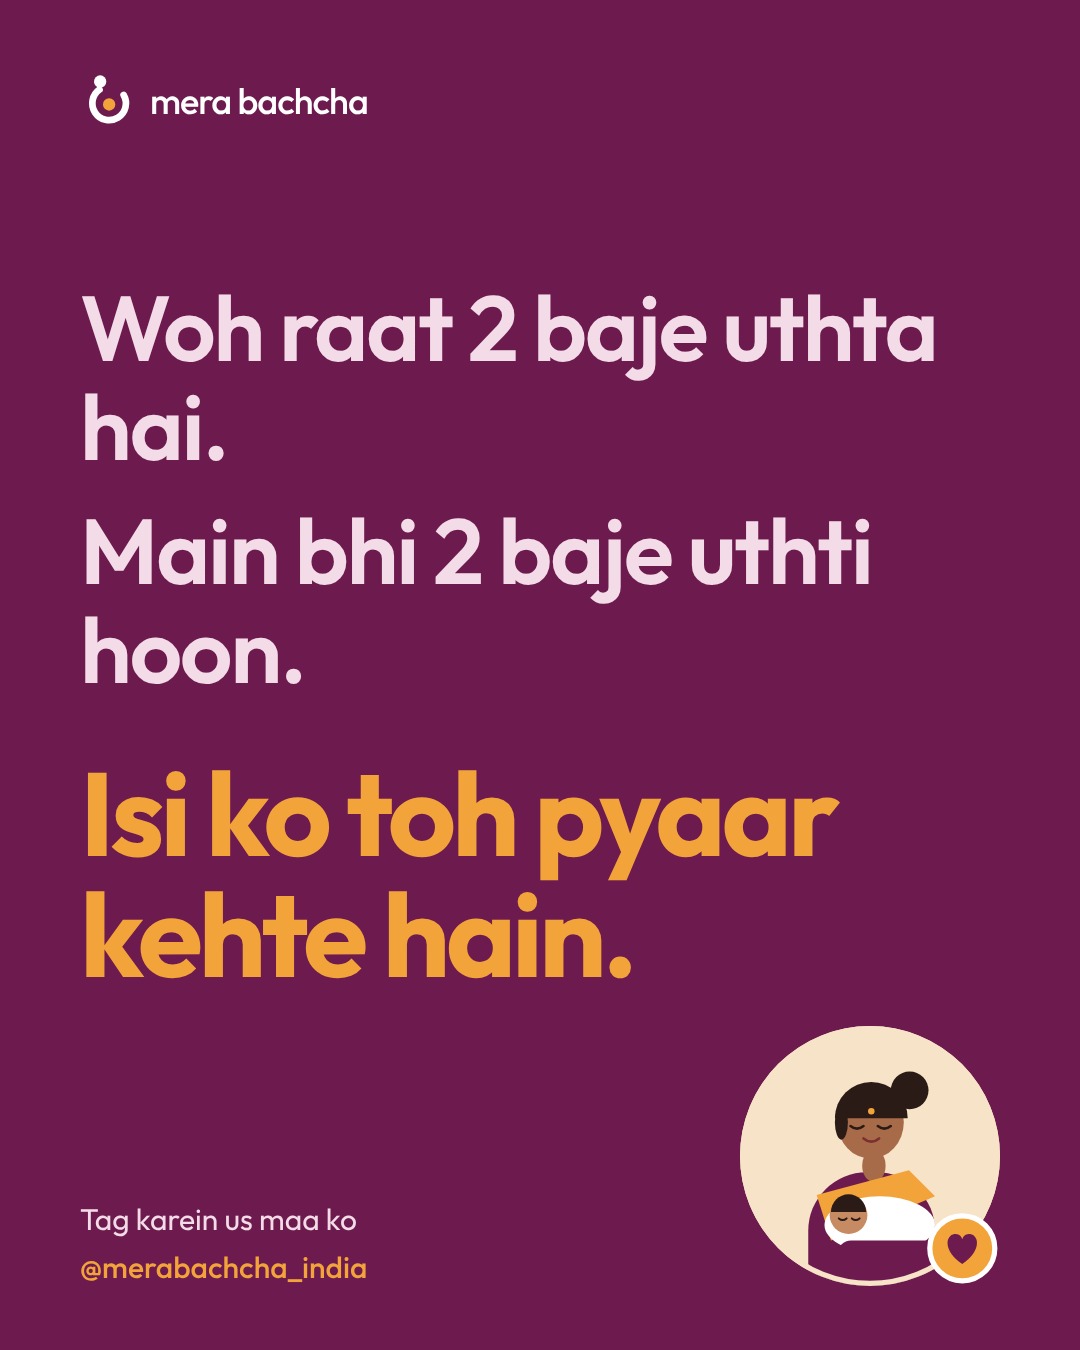 mera bachcha
Woh raat 2 baje uthta
hai.
Main bhi 2 baje uthti
hoon.
Isi ko toh pyaar
kehte hain.
Tag karein us maa ko
@merabachcha_india